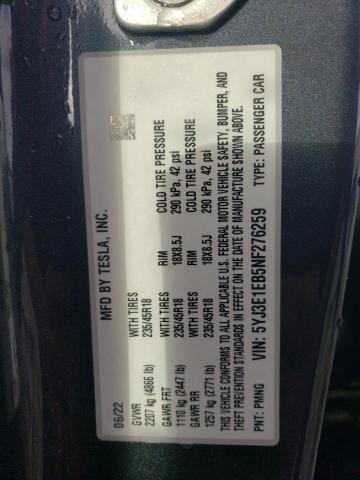 MFD BY TESLA, INC.
06/22
GVWR
2207 kg (4866 lb)
GAWR FRT WITH TIRES RIM COLD TIRE PRESSURE
1110 kg (2447 lb) 235/45R18 18X8.5J 290 kPa, 42 psi
GAWR RR WITH TIRES RIM COLD TIRE PRESSURE
1257 kg (2771 lb) 235/45R18 18X8.5J 290 kPa, 42 psi
THIS VEHICLE CONFORMS TO ALL APPLICABLE U.S. FEDERAL MOTOR VEHICLE SAFETY, BUMPER, AND
THEFT PREVENTION STANDARDS IN EFFECT ON THE DATE OF MANUFACTURE SHOWN ABOVE.
VIN: 5YJ3E1EB5NF276259
PNT: PMNG TYPE: PASSENGER CAR